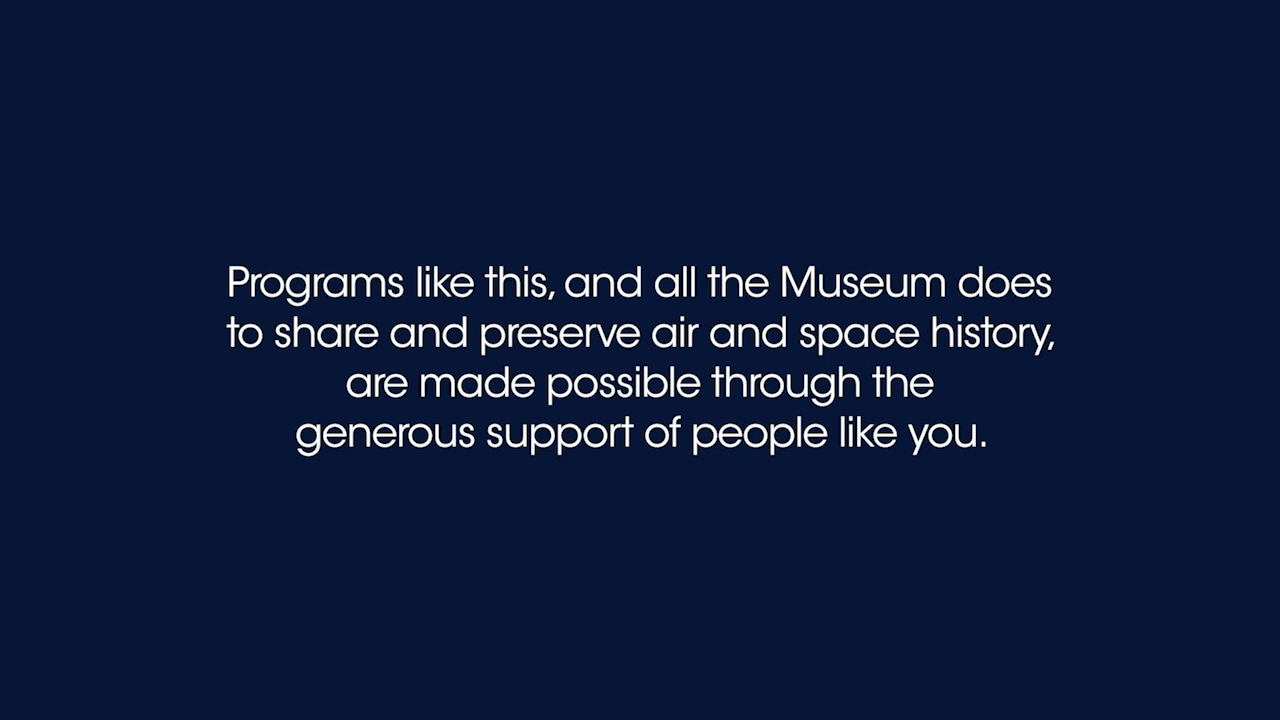 Programs like this, and all the Museum does
to share and preserve air and space history,
are made possible through the
generous support of people like you.